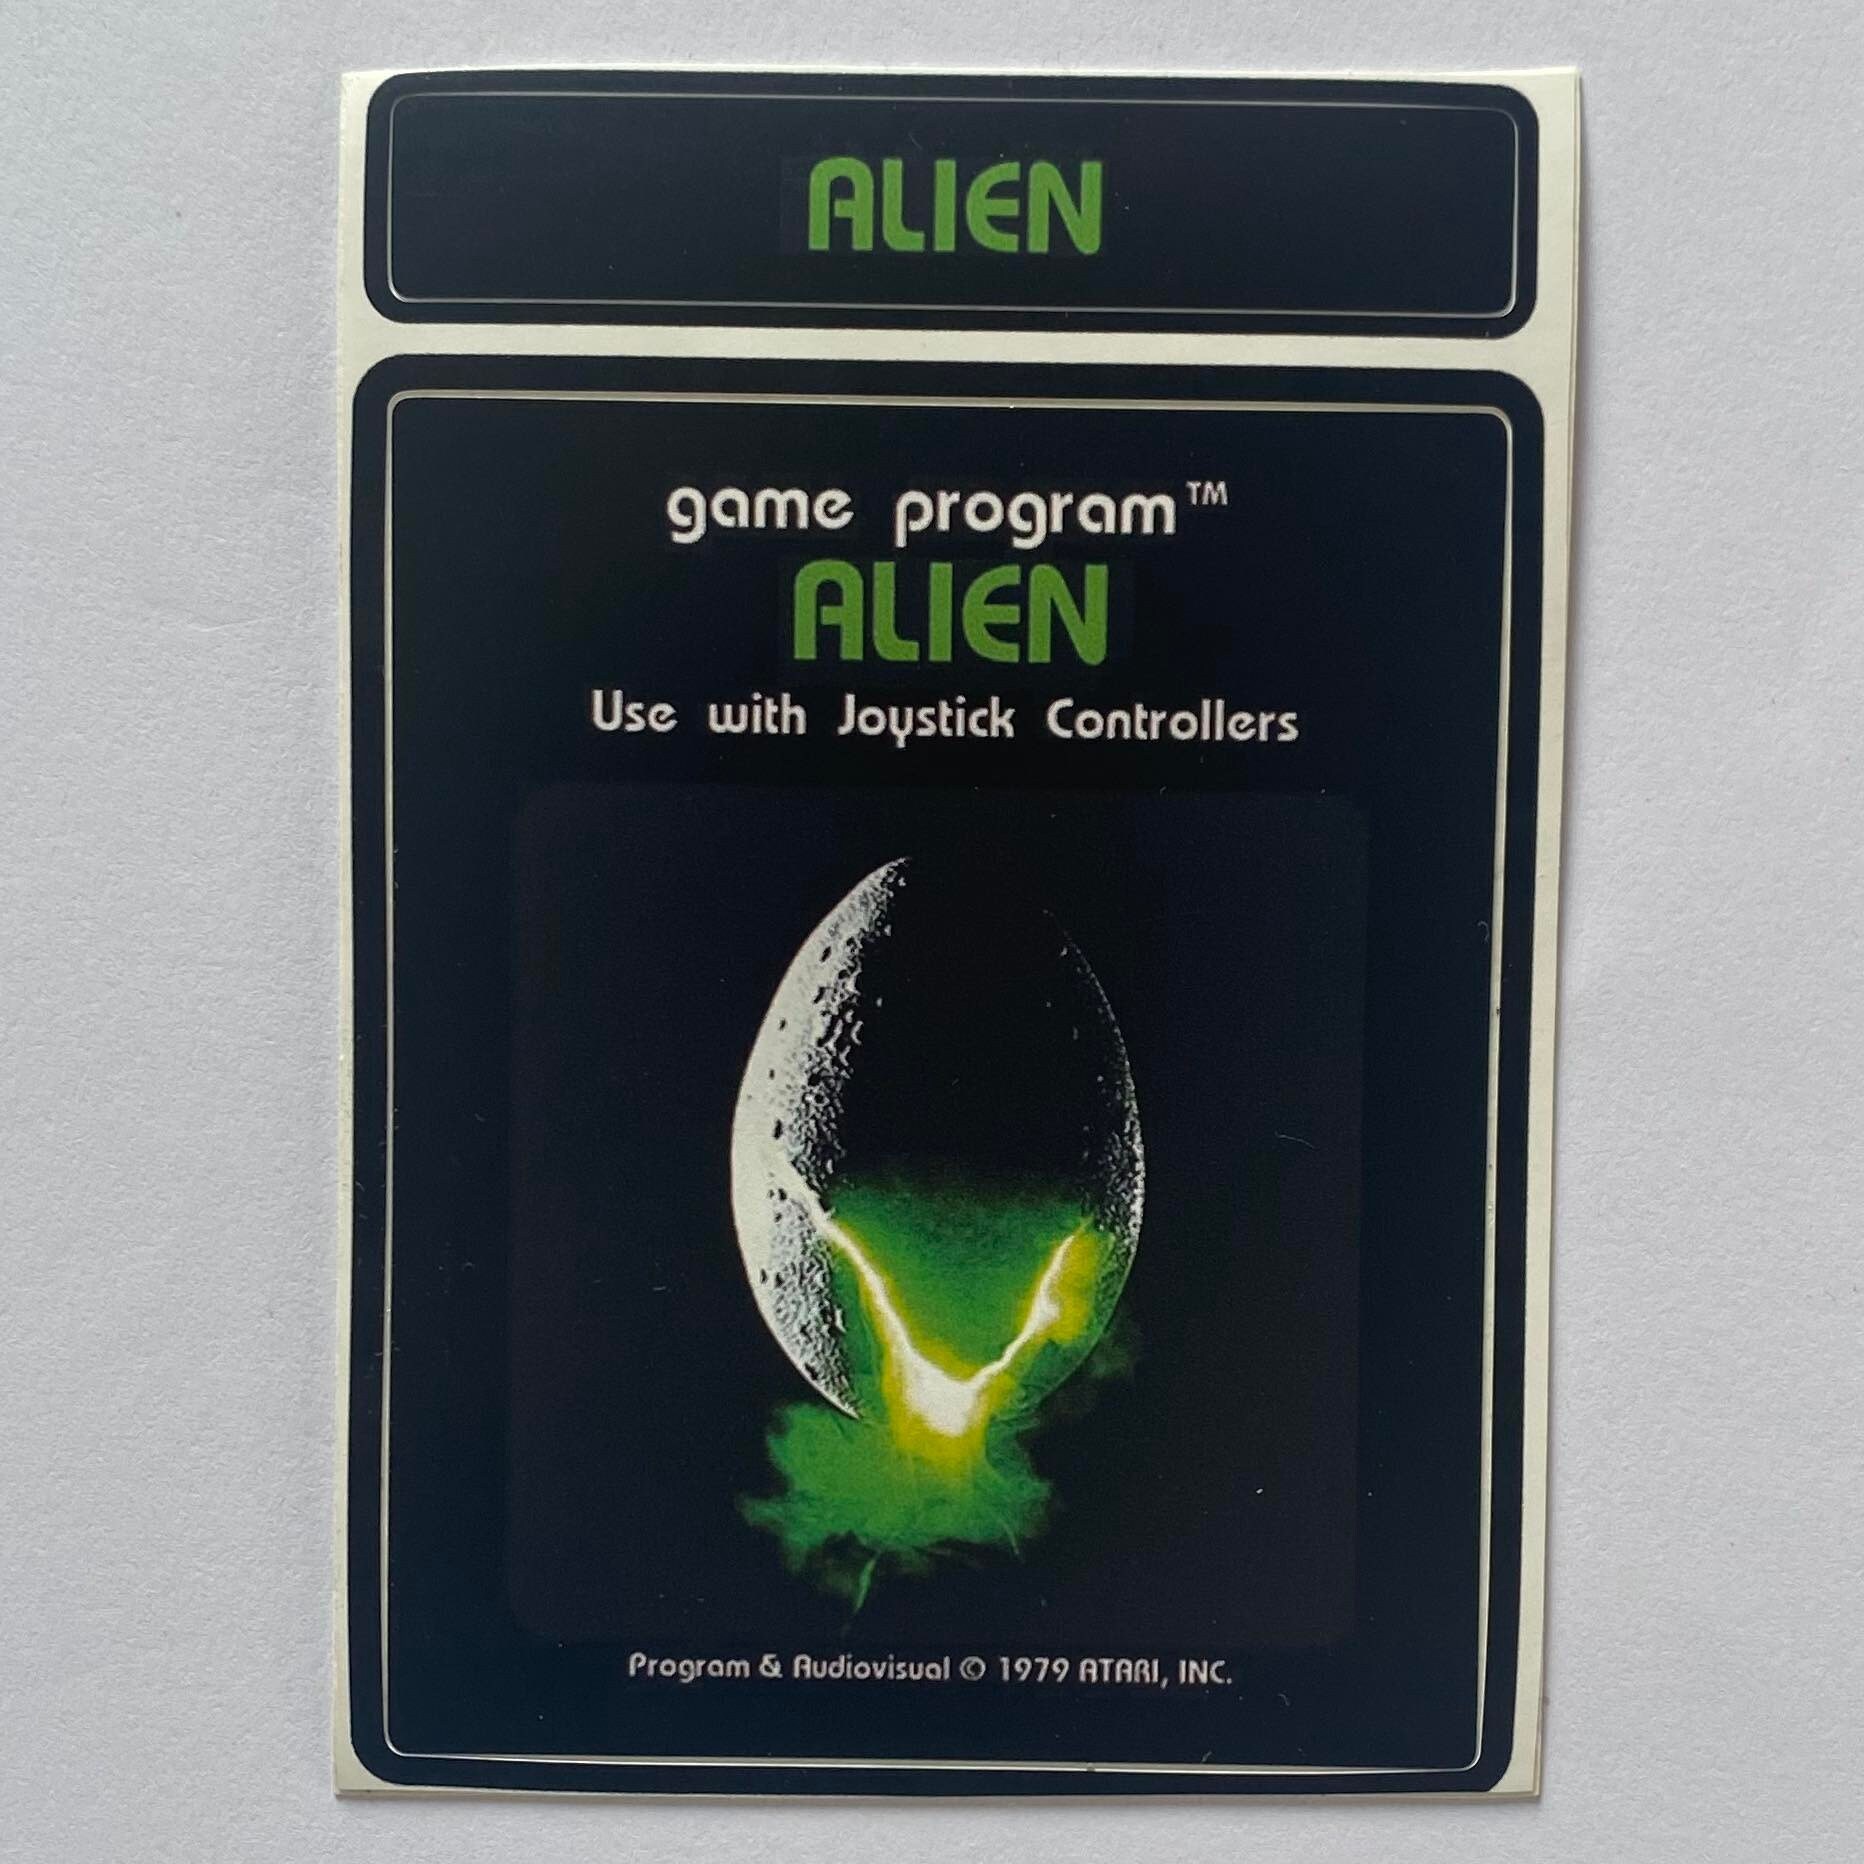 ALIEN
game program™
ALIEN
Use with Joystick Controllers
Program & Audiovisual © 1979 ATARI, INC.